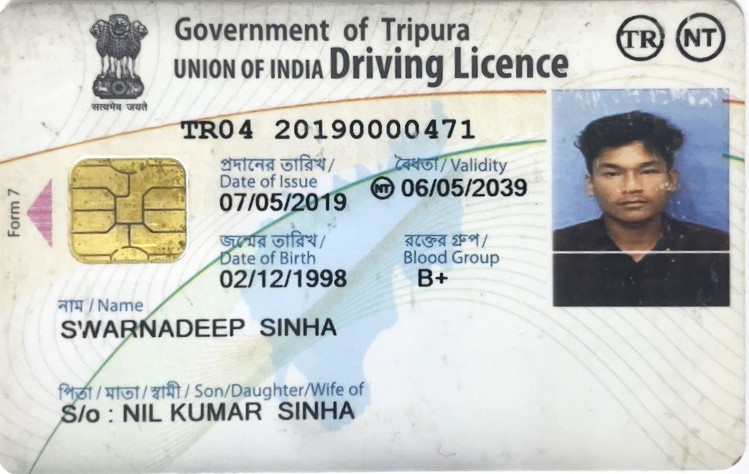 Government of Tripura
UNION OF INDIA Driving Licence
TR NT
सत्यमेव जयते
TR04 20190000471
প্রদানের তারিখ/
Date of Issue
07/05/2019
বৈধতা / Validity
NT 06/05/2039
জন্মের তারিখ/
Date of Birth
02/12/1998
রক্তের গ্রুপ/
Blood Group
B+
Form 7
নাম / Name
SWARNADEEP SINHA
পিতা / মাতা / স্বামী / Son/Daughter/Wife of
S/o : NIL KUMAR SINHA